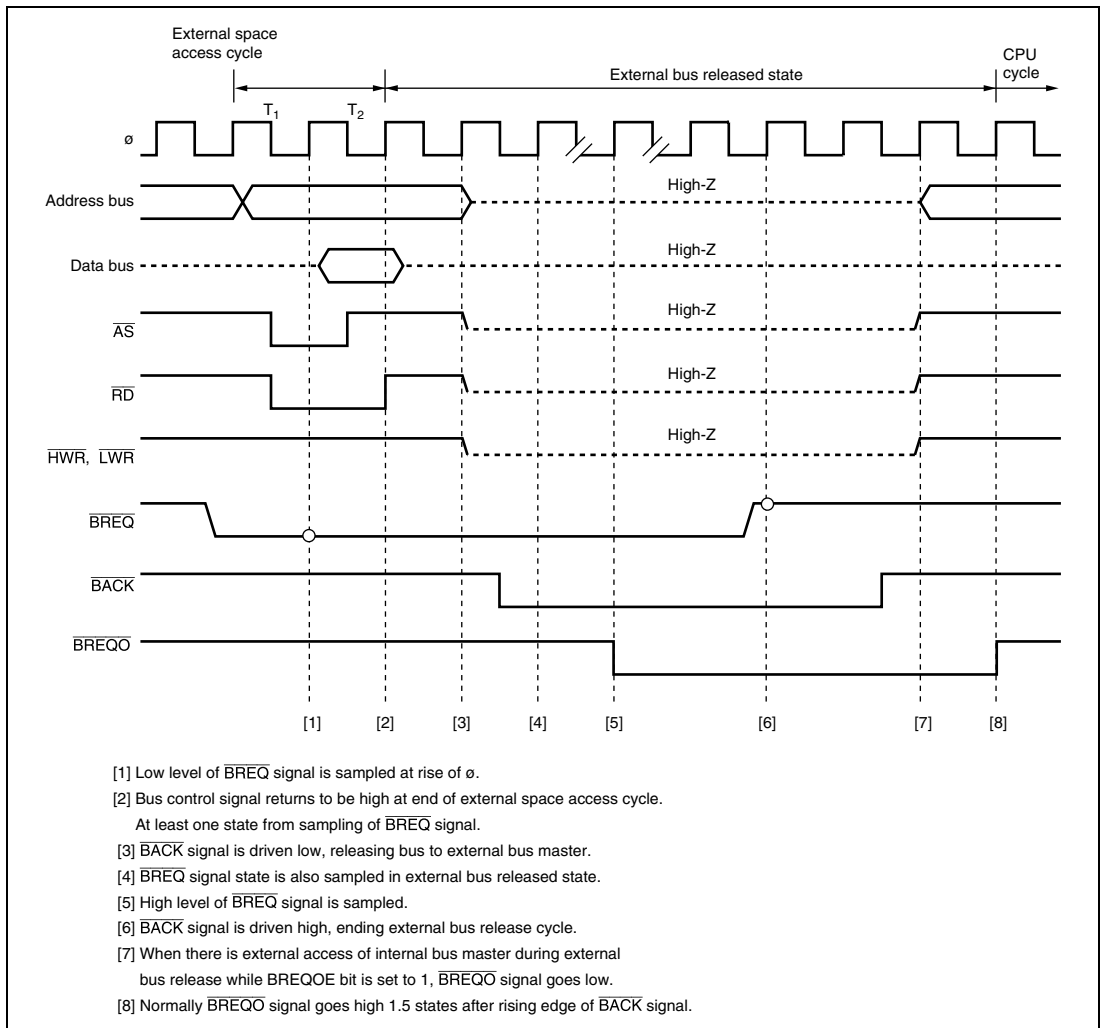 External space
access cycle
External bus released state
CPU
cycle
T1
T2
ø
Address bus
High-Z
Data bus
High-Z
AS
High-Z
RD
High-Z
HWR, LWR
High-Z
BREQ
BACK
BREQO
[1] [2] [3] [4] [5] [6] [7] [8]
[1] Low level of BREQ signal is sampled at rise of ø.
[2] Bus control signal returns to be high at end of external space access cycle.
At least one state from sampling of BREQ signal.
[3] BACK signal is driven low, releasing bus to external bus master.
[4] BREQ signal state is also sampled in external bus released state.
[5] High level of BREQ signal is sampled.
[6] BACK signal is driven high, ending external bus release cycle.
[7] When there is external access of internal bus master during external
bus release while BREQOE bit is set to 1, BREQO signal goes low.
[8] Normally BREQO signal goes high 1.5 states after rising edge of BACK signal.